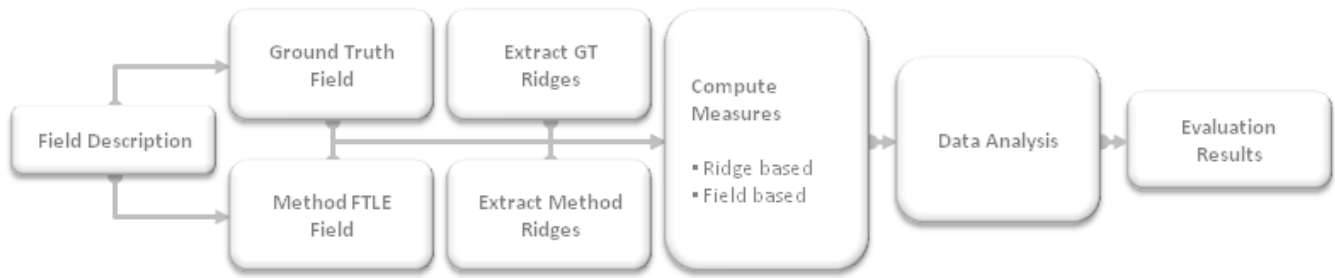 Field Description
Ground Truth
Field
Method FTLE
Field
Extract GT
Ridges
Extract Method
Ridges
Compute
Measures
▪ Ridge based
▪ Field based
Data Analysis
Evaluation
Results